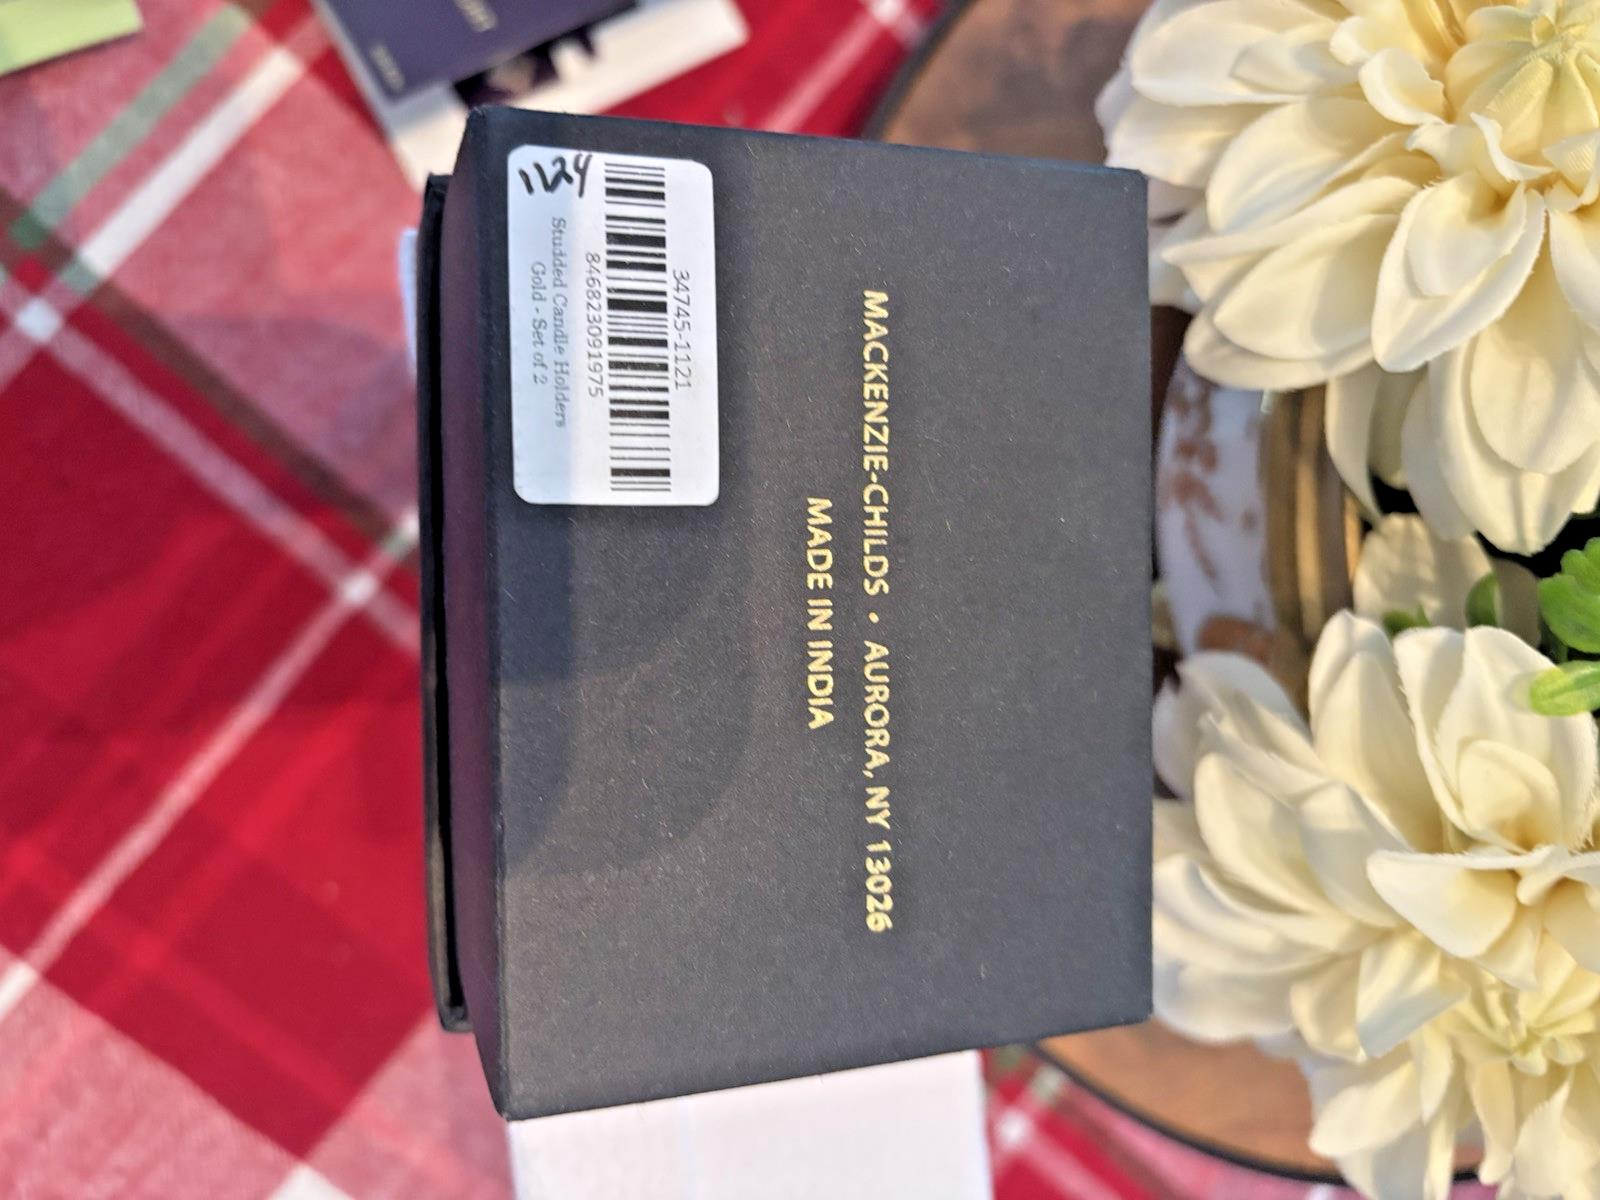 MACKENZIE-CHILDS • AURORA, NY 13026
MADE IN INDIA
34745-1121
846823091975
Studded Candle Holders
Gold - Set of 2
1124